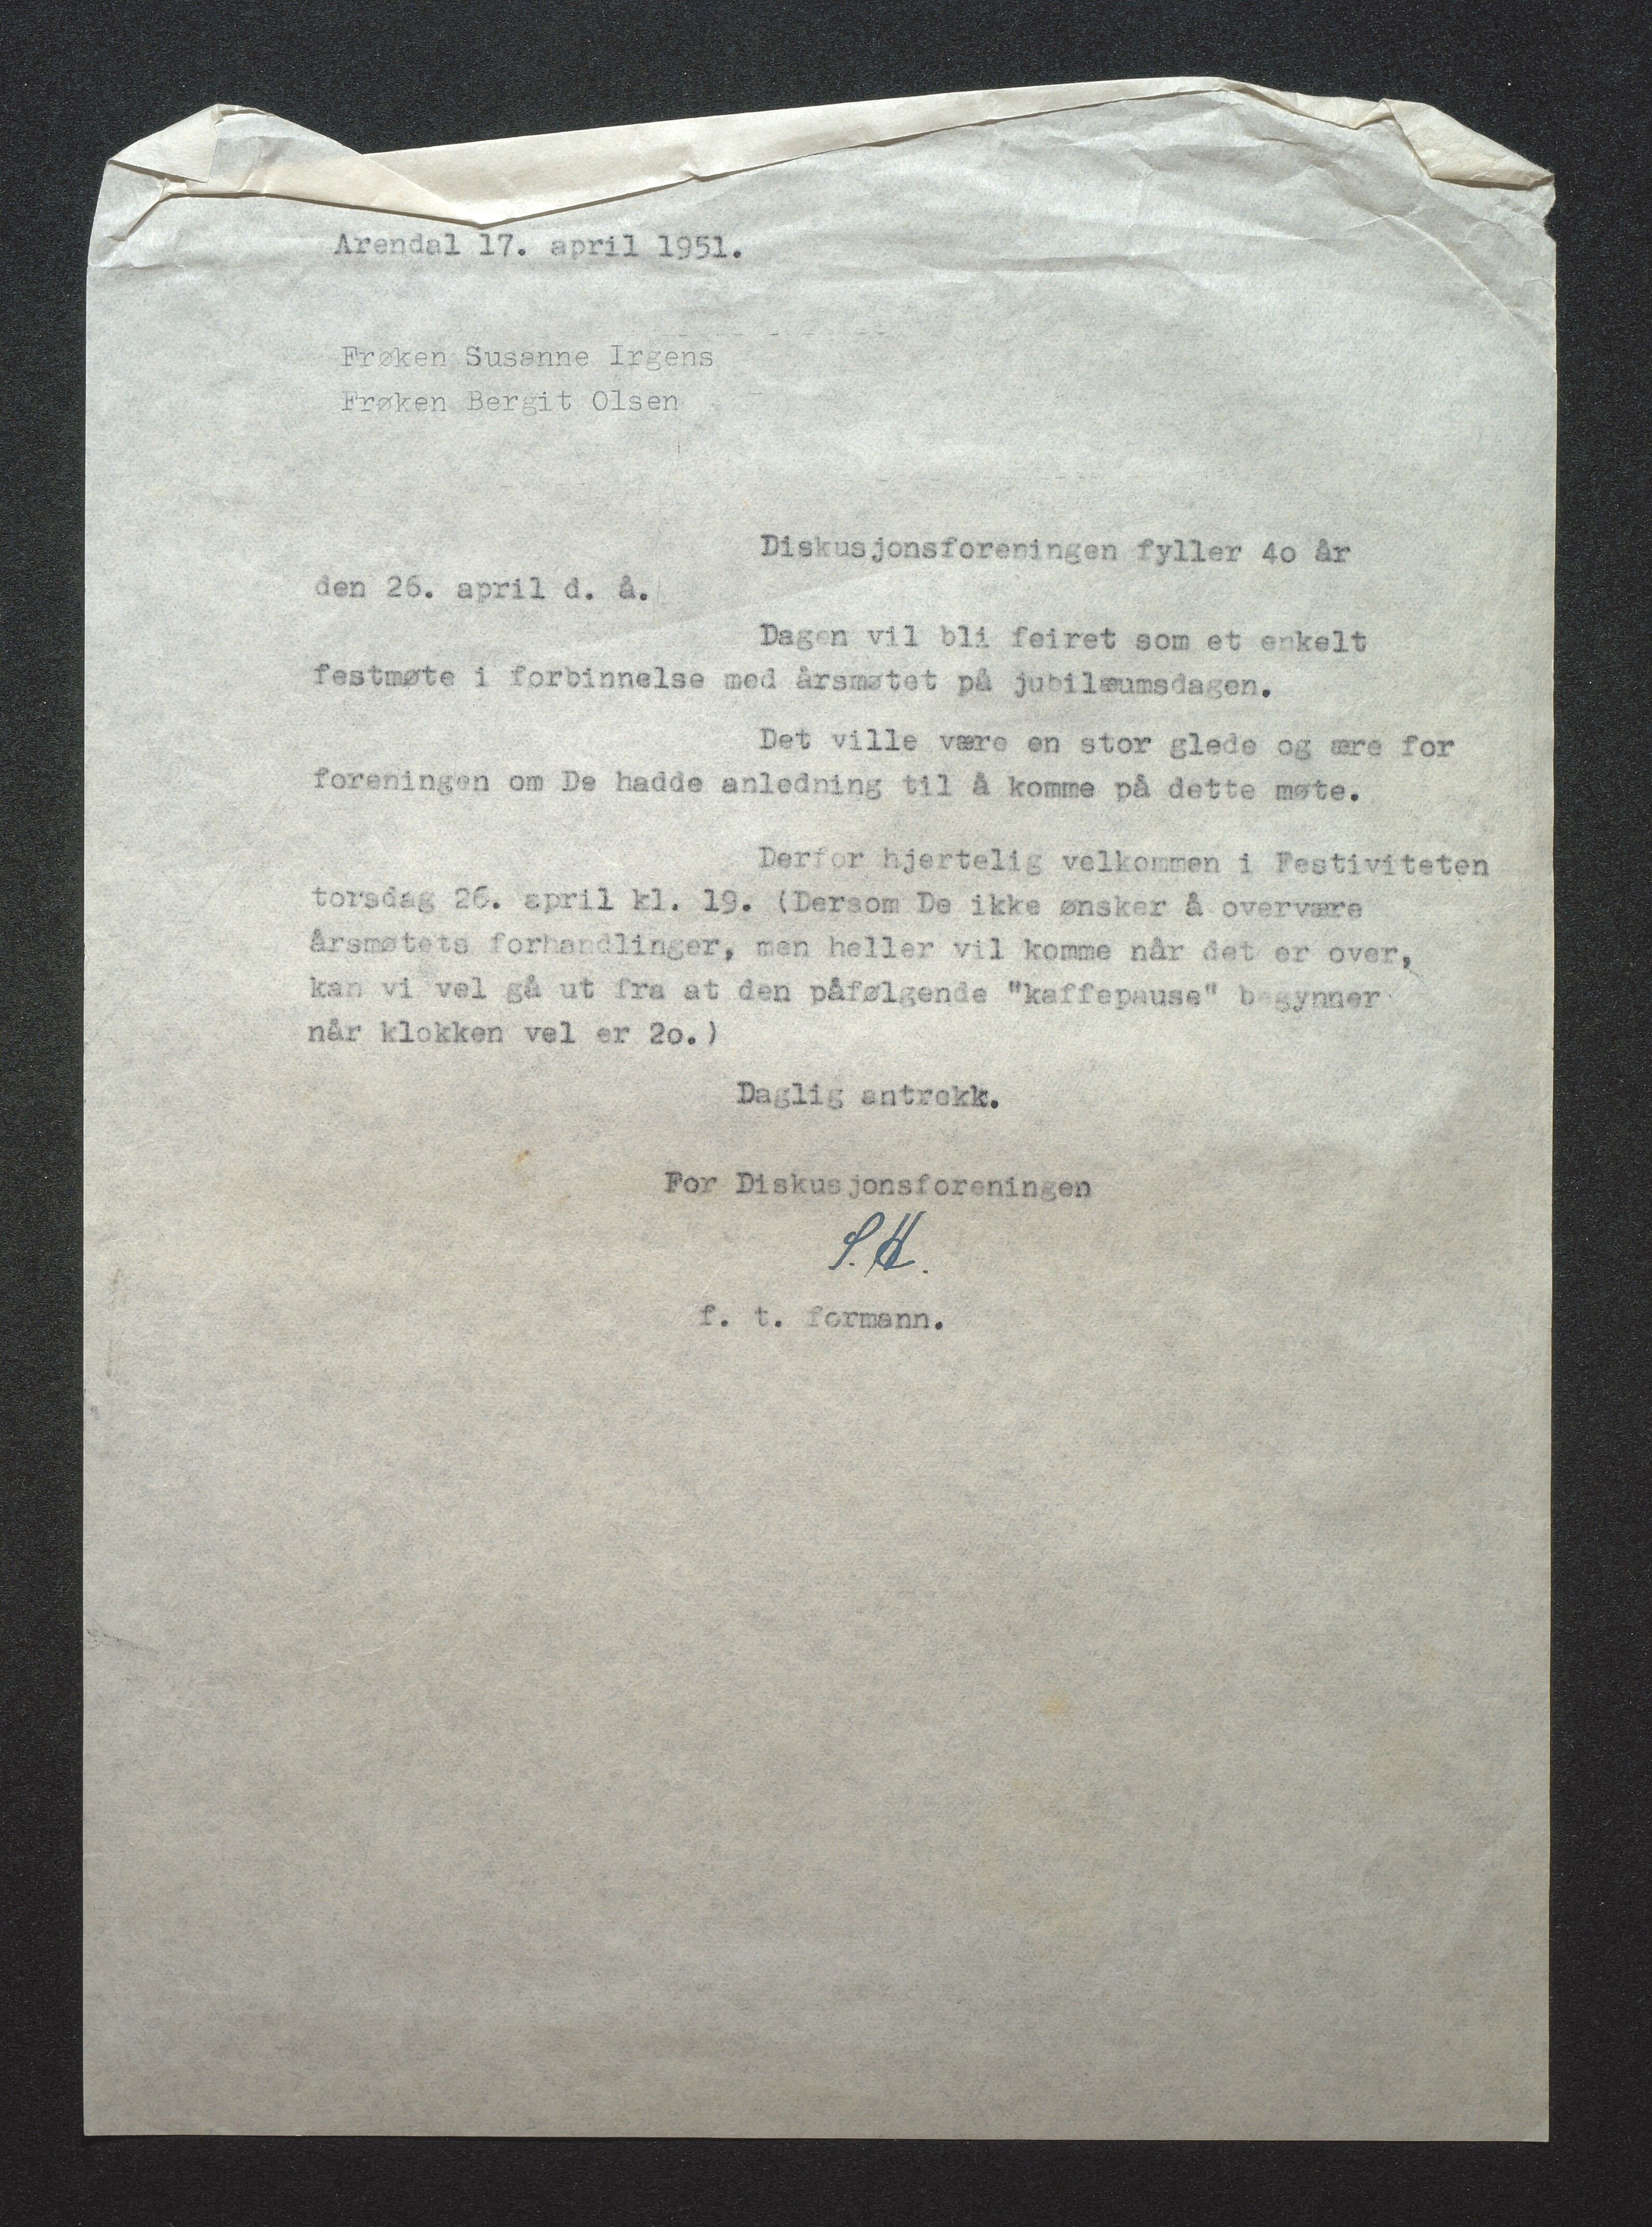 Arendal 17. april 1951.
Frøken Susanne Irgens
Frøken Bergit Olsen
Diskusjonsforeningen fyller 4o år
den 26. april d. å.
Dagen vil bli feiret som et enkelt
festmøte i forbinnelse med årsmøtet på jubilæumsdagen.
Det ville være en stor glede og ære for
foreningen om De hadde anledning til å komme på dette møte.
Derfor hjertelig velkommen i Festiviteten
torsdag 26. april kl. 19. (Dersom De ikke ønsker å overvære
årsmøtets forhandlinger, men heller vil komme når det er over,
kan vi vel gå ut fra at den påfølgende "kaffepause" begynner
når klokken vel er 2o.)
Daglig antrekk.
For Diskusjonsforeningen
S.H.
f. t. formann.